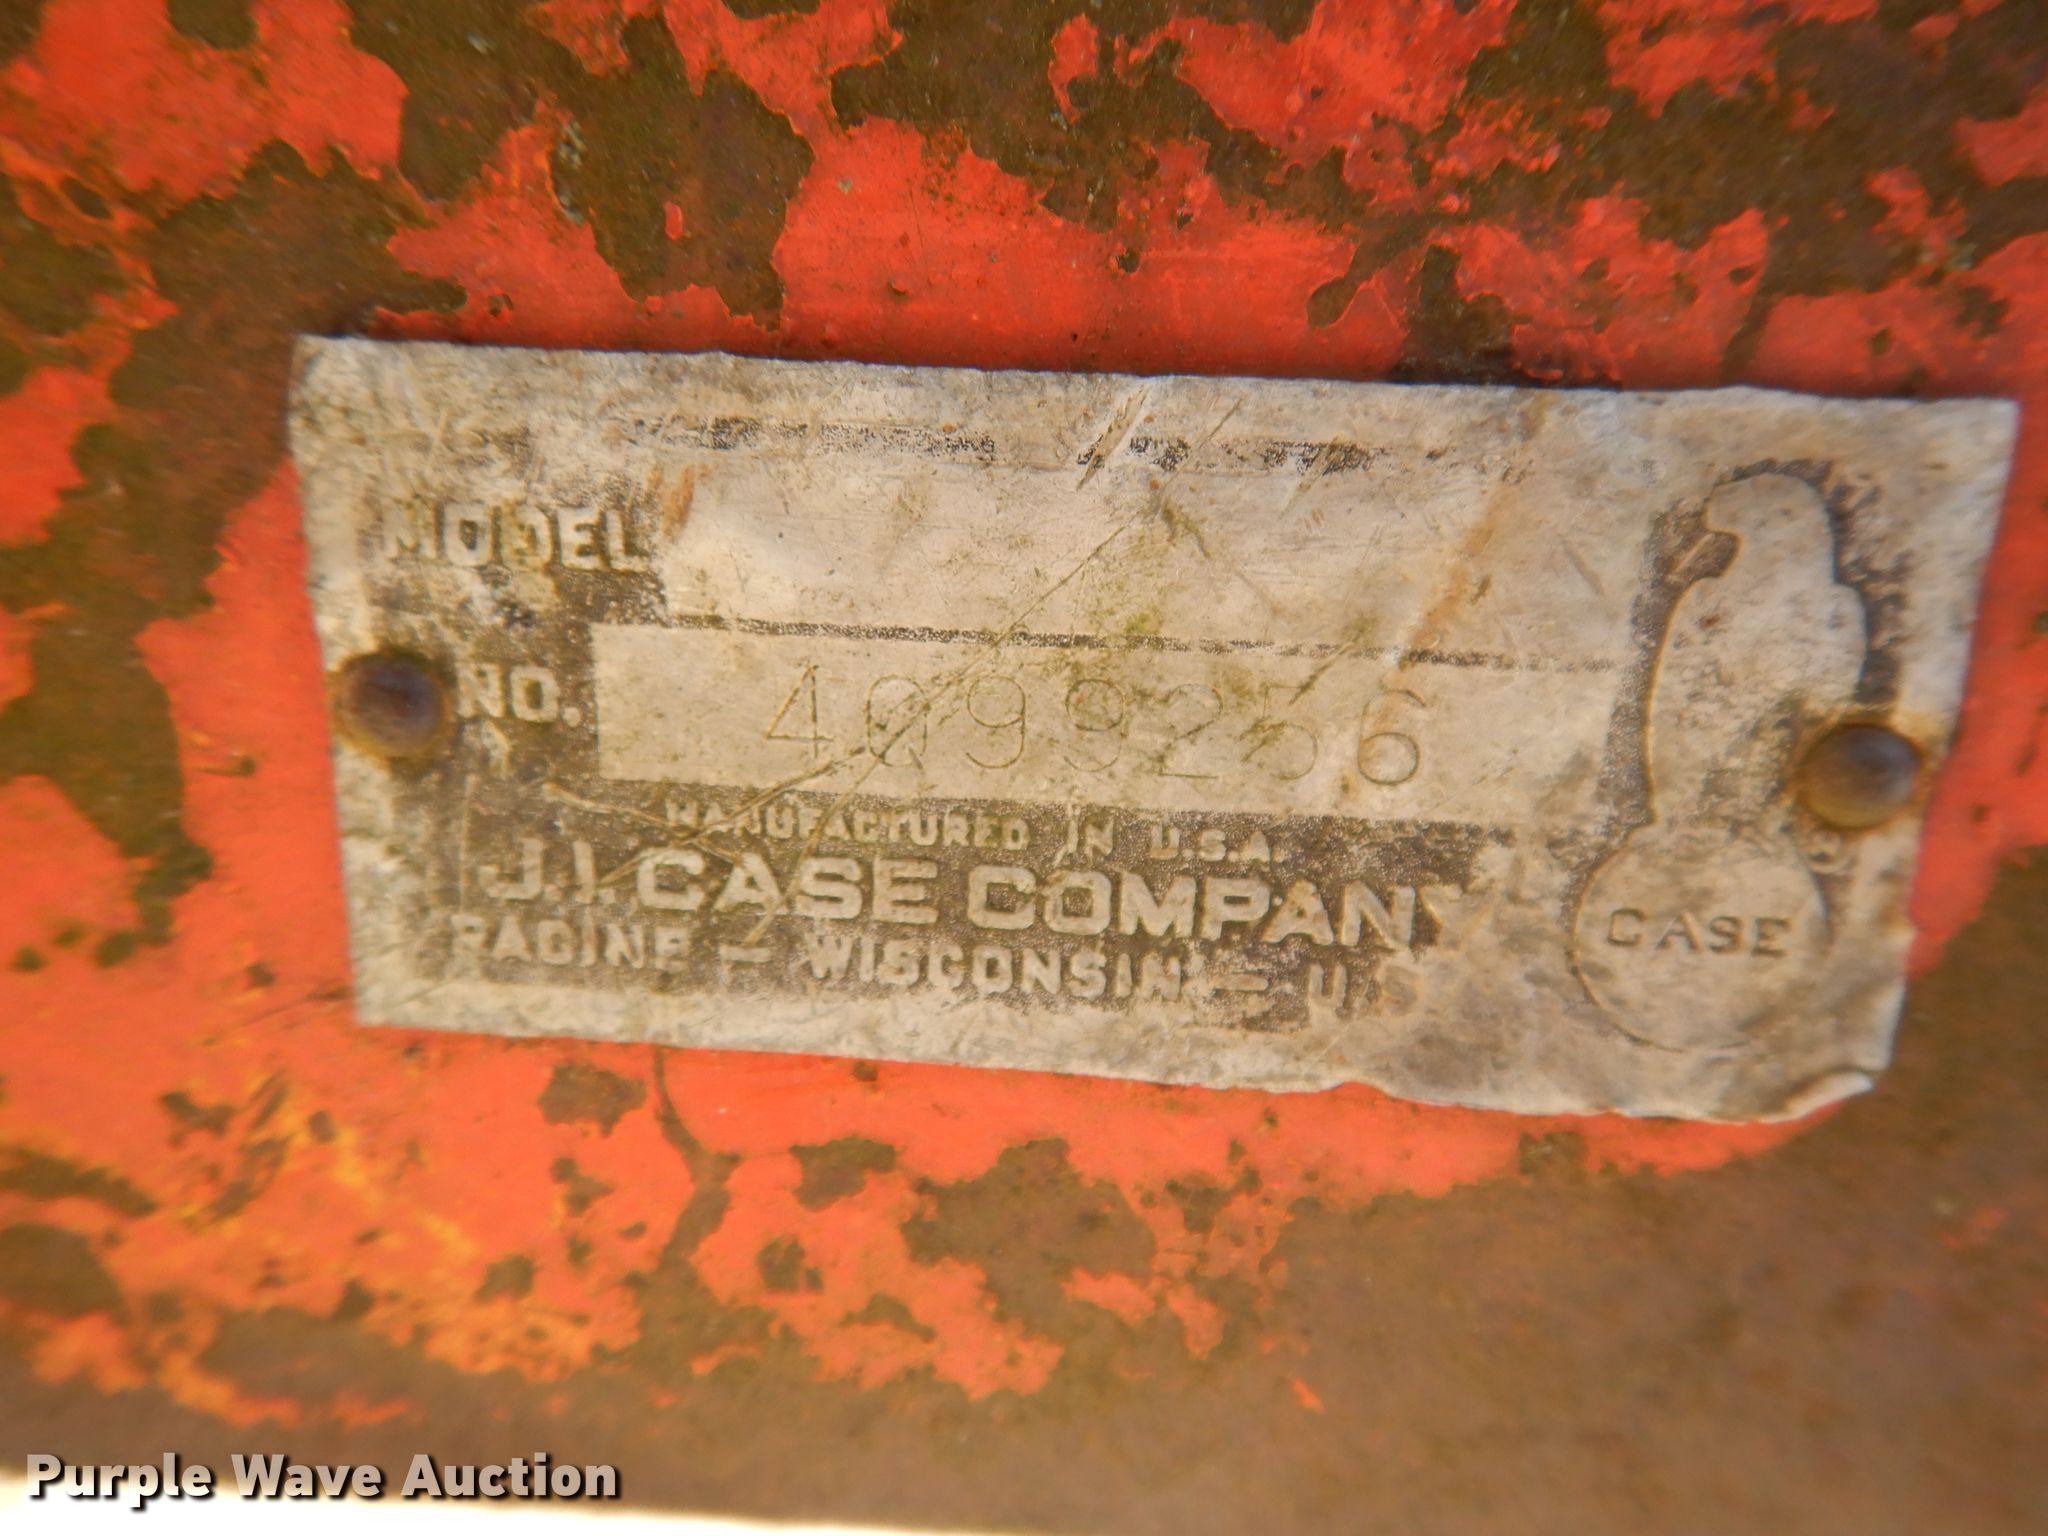 MODEL
NO. 4099256
MANUFACTURED IN U.S.A.
J.I. CASE COMPANY
RACINE - WISCONSIN - U.S
CASE
Purple Wave Auction